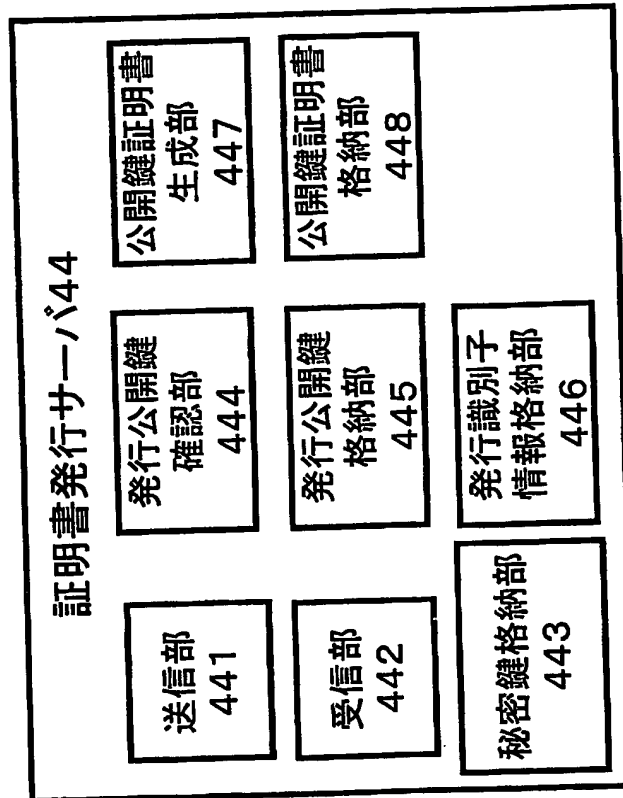 証明書発行サーバ44
送信部
441
発行公開鍵
確認部
444
公開鍵証明書
生成部
447
受信部
442
発行公開鍵
格納部
445
公開鍵証明書
格納部
448
秘密鍵格納部
443
発行識別子
情報格納部
446